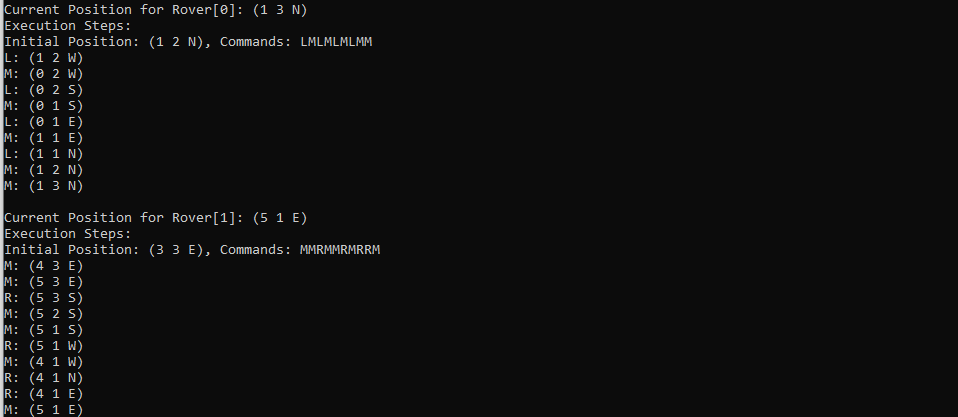 Current Position for Rover[0]: (1 3 N)
Execution Steps:
Initial Position: (1 2 N), Commands: LMLMLMLMM
L: (1 2 W)
M: (0 2 W)
L: (0 2 S)
M: (0 1 S)
L: (0 1 E)
M: (1 1 E)
L: (1 1 N)
M: (1 2 N)
M: (1 3 N)
Current Position for Rover[1]: (5 1 E)
Execution Steps:
Initial Position: (3 3 E), Commands: MMRMMRMRRM
M: (4 3 E)
M: (5 3 E)
R: (5 3 S)
M: (5 2 S)
M: (5 1 S)
R: (5 1 W)
M: (4 1 W)
R: (4 1 N)
R: (4 1 E)
M: (5 1 E)